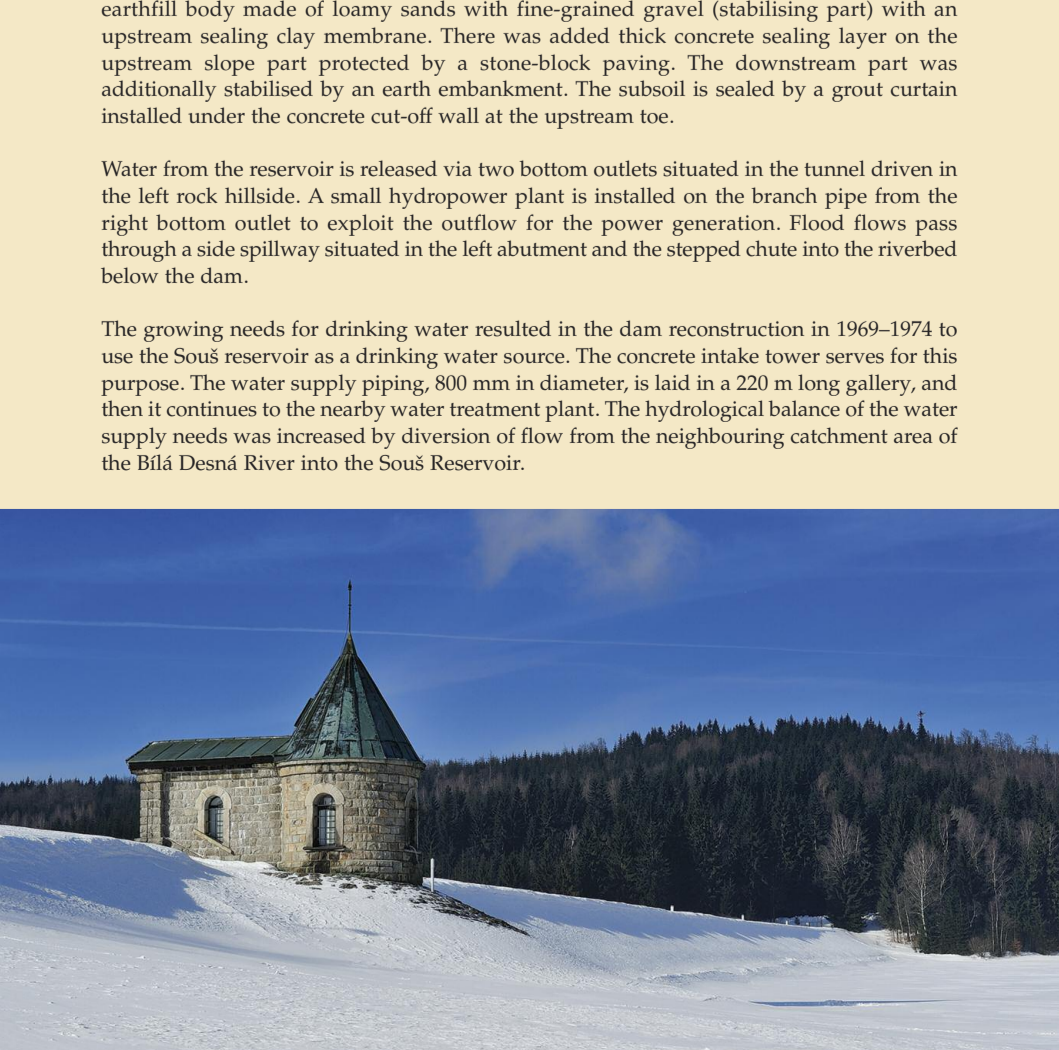 earthfill body made of loamy sands with fine-grained gravel (stabilising part) with an
upstream sealing clay membrane. There was added thick concrete sealing layer on the
upstream slope part protected by a stone-block paving. The downstream part was
additionally stabilised by an earth embankment. The subsoil is sealed by a grout curtain
installed under the concrete cut-off wall at the upstream toe.
Water from the reservoir is released via two bottom outlets situated in the tunnel driven in
the left rock hillside. A small hydropower plant is installed on the branch pipe from the
right bottom outlet to exploit the outflow for the power generation. Flood flows pass
through a side spillway situated in the left abutment and the stepped chute into the riverbed
below the dam.
The growing needs for drinking water resulted in the dam reconstruction in 1969–1974 to
use the Souš reservoir as a drinking water source. The concrete intake tower serves for this
purpose. The water supply piping, 800 mm in diameter, is laid in a 220 m long gallery, and
then it continues to the nearby water treatment plant. The hydrological balance of the water
supply needs was increased by diversion of flow from the neighbouring catchment area of
the Bílá Desná River into the Souš Reservoir.